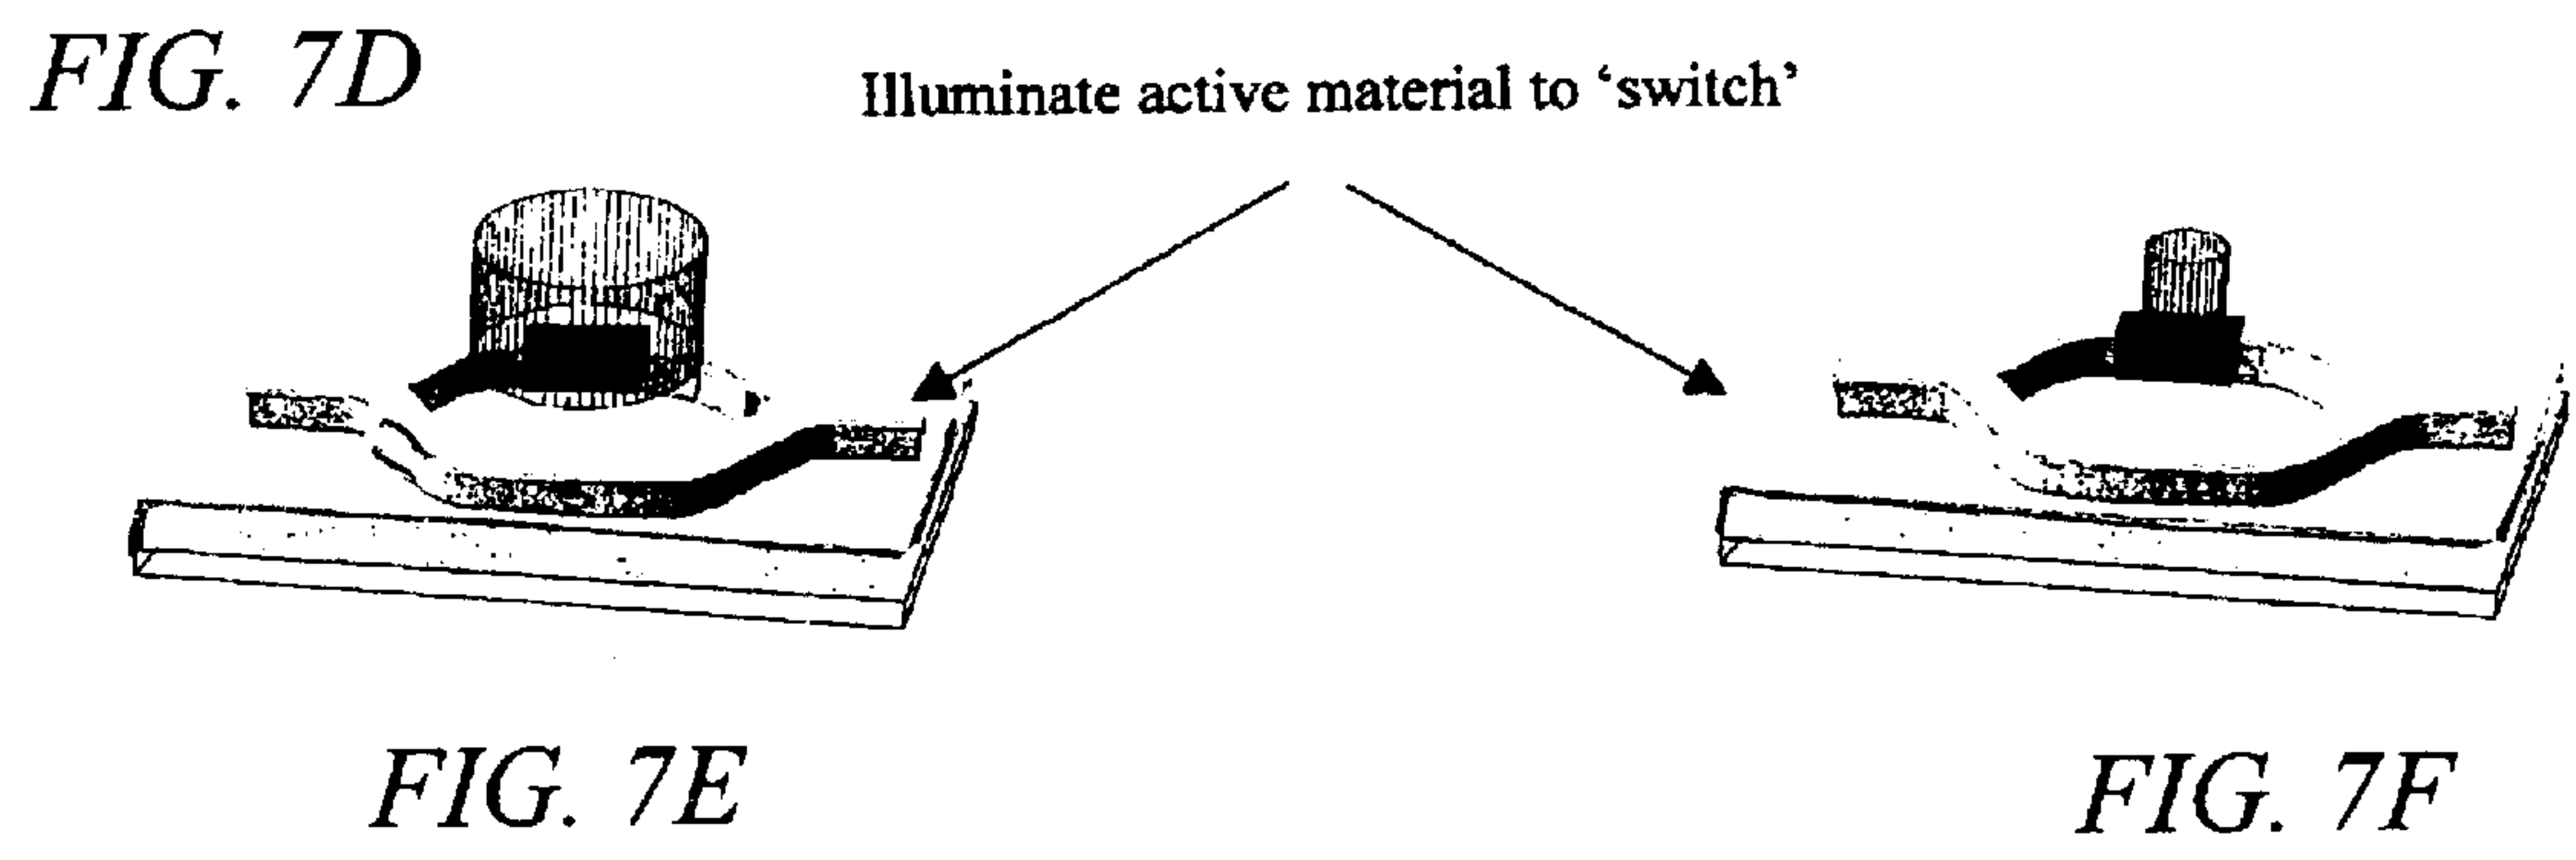 FIG. 7D
Illuminate active material to ‘switch’
FIG. 7E
FIG. 7F